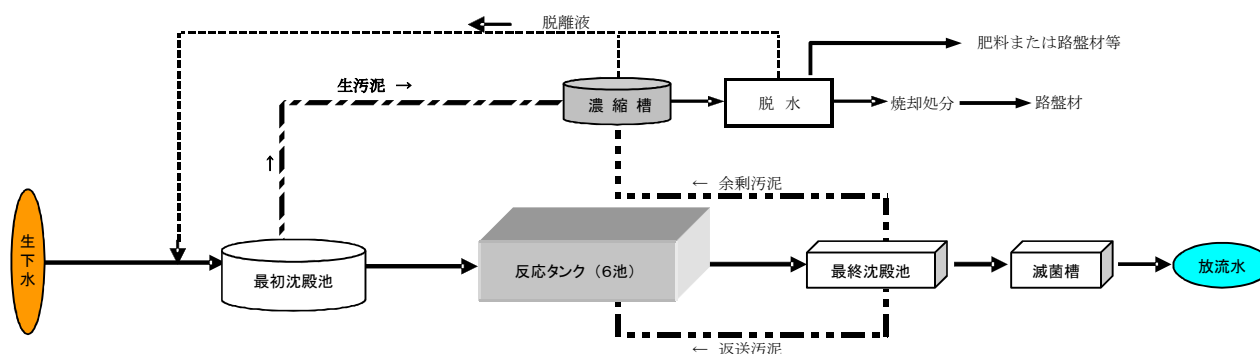 脱離液
肥料または路盤材等
生汚泥 →
濃縮槽
脱水
焼却処分
路盤材
↑
← 余剰汚泥
生下水
最初沈殿池
反応タンク（6池）
最終沈殿池
滅菌槽
放流水
← 返送汚泥